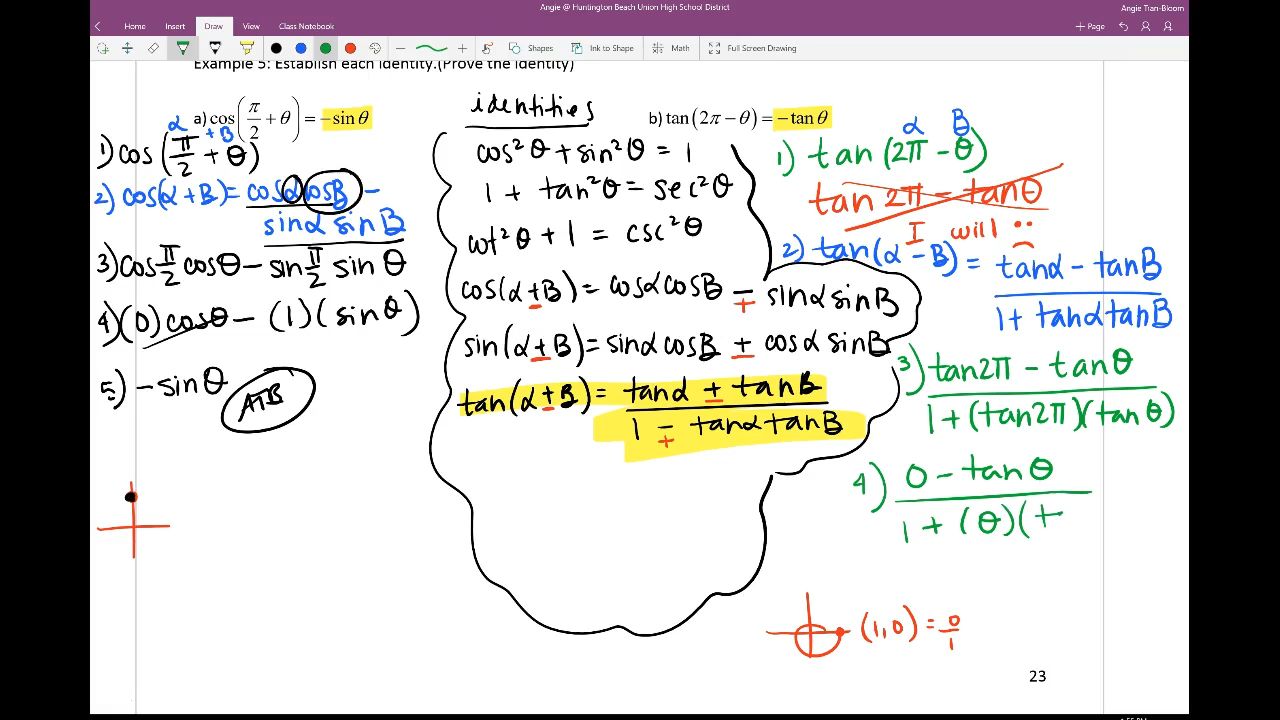 Angie @ Huntington Beach Union High School District
Angie Tran-Bloom
Home Insert Draw View Class Notebook
+ Page
Shapes Ink to Shape Math Full Screen Drawing
Example 5: Establish each identity.(Prove the identity)
a) cos(π/2 + θ) = -sin θ
α + B
1) cos(π/2 + θ)
2) cos(α+B) = cosα cosB -
sinα sinB
3) cos π/2 cosθ - sin π/2 sin θ
4) (0) cosθ - (1)(sinθ)
5) - sinθ
identities
cos²θ + sin²θ = 1
1 + tan²θ = sec²θ
cot²θ + 1 = csc²θ
cos(α ± B) = cosα cosB ∓ sinα sinB
sin(α ± B) = sinα cosB ± cosα sinB
tan(α ± B) = (tanα ± tanB)/(1 ∓ tanα tanB)
b) tan(2π − θ) = −tan θ
α B
1) tan(2π - θ)
tan 2π - tanθ
I will
2) tan(α - B) = (tanα - tanB)/(1 + tanα tanB)
3) (tan2π - tanθ)/(1 + (tan2π)(tanθ))
4) (0 - tanθ)/(1 + (θ)(t
(1,0) = 0/1
23